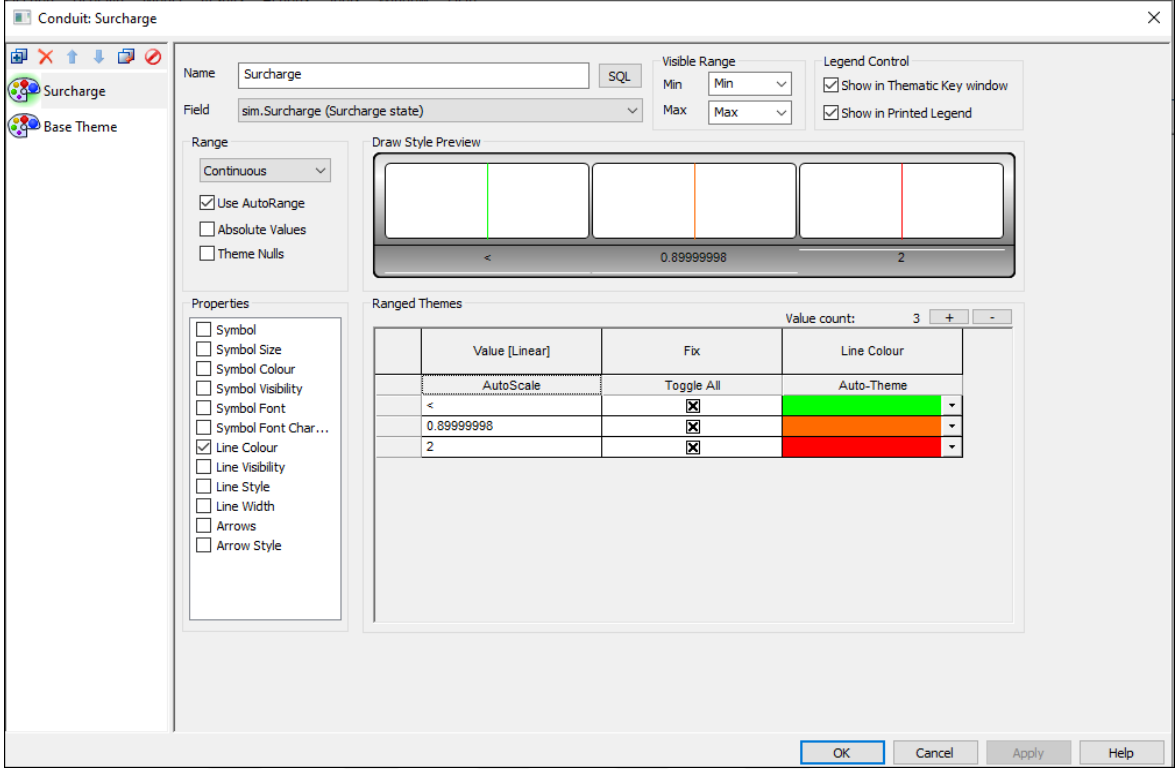 Conduit: Surcharge
Surcharge
Base Theme
Name
Surcharge
SQL
Field
sim.Surcharge (Surcharge state)
Visible Range
Min
Min
Max
Max
Legend Control
Show in Thematic Key window
Show in Printed Legend
Range
Continuous
Use AutoRange
Absolute Values
Theme Nulls
Draw Style Preview
<
0.89999998
2
Properties
Symbol
Symbol Size
Symbol Colour
Symbol Visibility
Symbol Font
Symbol Font Char...
Line Colour
Line Visibility
Line Style
Line Width
Arrows
Arrow Style
Ranged Themes
Value count: 3 + -
Value [Linear] Fix Line Colour
AutoScale Toggle All Auto-Theme
<
0.89999998
2
OK Cancel Apply Help